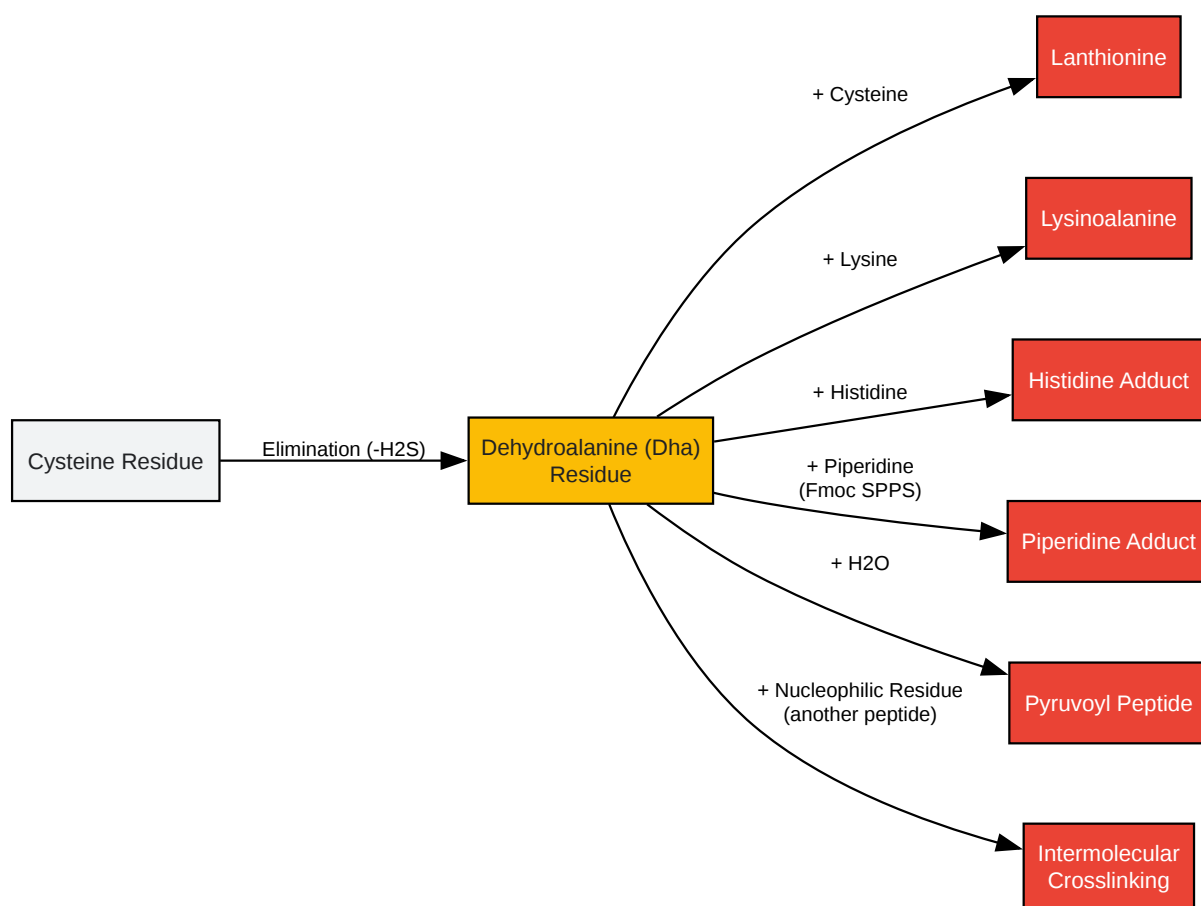 Lanthionine
+ Cysteine
Lysinoalanine
+ Lysine
Histidine Adduct
+ Histidine
Cysteine Residue
Elimination (-H2S)
Dehydroalanine (Dha)
Residue
+ Piperidine
(Fmoc SPPS)
Piperidine Adduct
+ H2O
Pyruvoyl Peptide
+ Nucleophilic Residue
(another peptide)
Intermolecular
Crosslinking